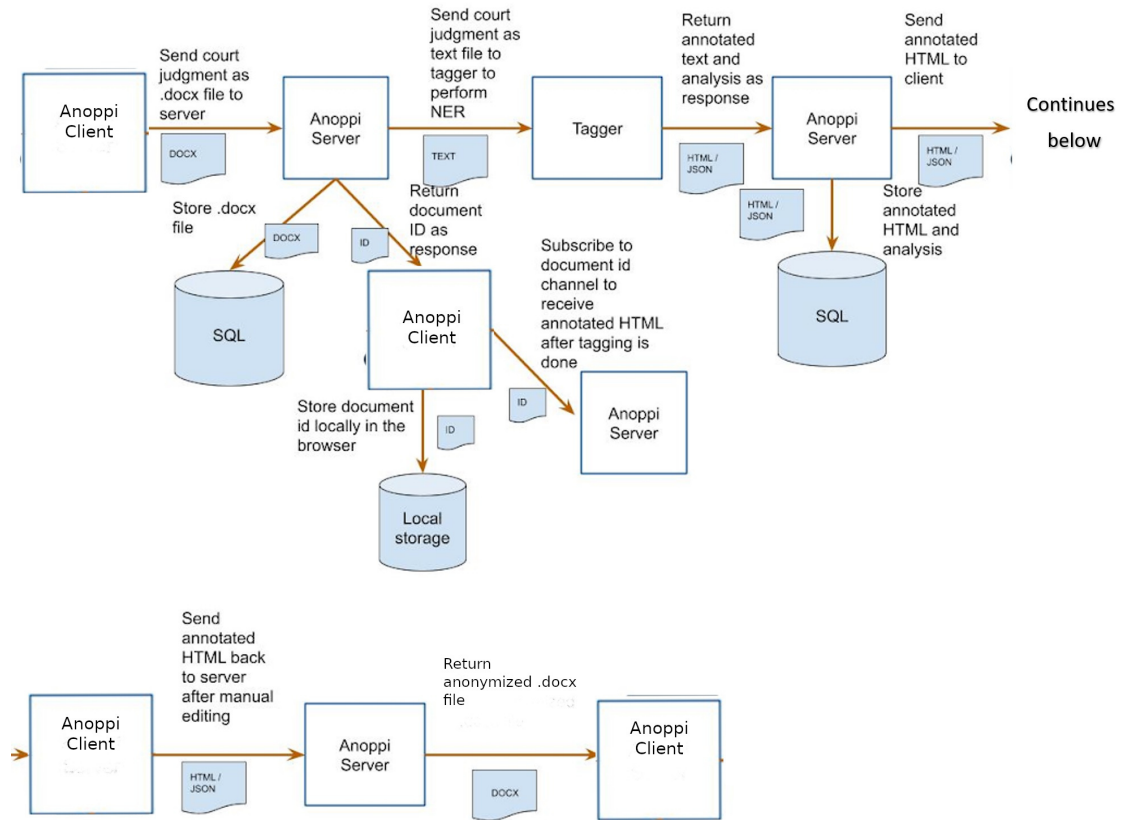 Send court
judgment as
.docx file to
server
Send court
judgment as
text file to
tagger to
perform
NER
Return
annotated
text and
analysis as
response
Send
annotated
HTML to
client
Anoppi
Client
Anoppi
Server
Tagger
Anoppi
Server
Continues
below
DOCX
TEXT
HTML /
JSON
HTML /
JSON
HTML /
JSON
Store .docx
file
DOCX
ID
Return
document
ID as
response
Store
annotated
HTML and
analysis
Subscribe to
document id
channel to
receive
annotated HTML
after tagging is
done
SQL
Anoppi
Client
SQL
Store document
id locally in the
browser
ID
ID
Anoppi
Server
Local
storage
Send
annotated
HTML back
to server
after manual
editing
Return
anonymized .docx
file
Anoppi
Client
Anoppi
Server
Anoppi
Client
HTML /
JSON
DOCX